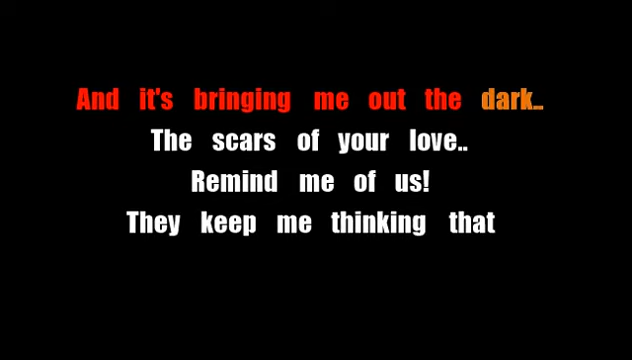 And it's bringing me out the dark..
The scars of your love..
Remind me of us!
They keep me thinking that